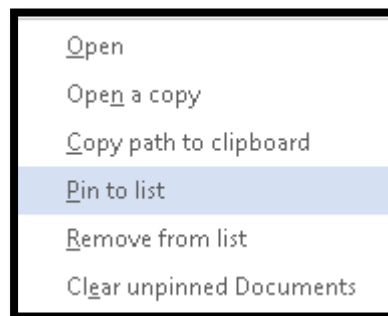 Open
Open a copy
Copy path to clipboard
Pin to list
Remove from list
Clear unpinned Documents